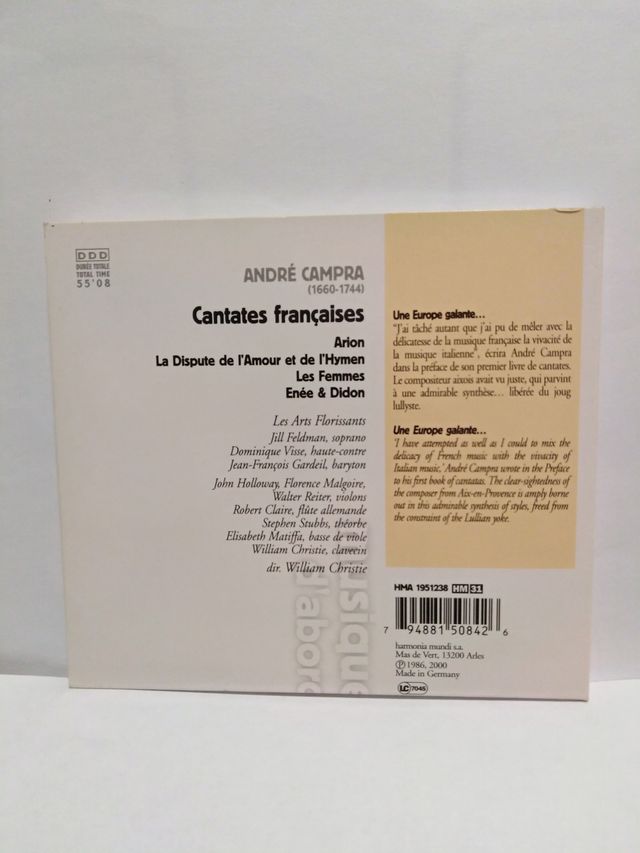 DDD
DURÉE TOTALE
TOTAL TIME
55'08
ANDRÉ CAMPRA
(1660-1744)
Cantates françaises
Arion
La Dispute de l'Amour et de l'Hymen
Les Femmes
Enée & Didon
Les Arts Florissants
Jill Feldman, soprano
Dominique Visse, haute-contre
Jean-François Gardeil, baryton
John Holloway, Florence Malgoire,
Walter Reiter, violons
Robert Claire, flûte allemande
Stephen Stubbs, théorbe
Elisabeth Matiffa, basse de viole
William Christie, clavecin
dir. William Christie
musique
d'abord
Une Europe galante...
"J'ai tâché autant que j'ai pu de mêler avec la
délicatesse de la musique française la vivacité de
la musique italienne", écrira André Campra
dans la préface de son premier livre de cantates.
Le compositeur aixois avait vu juste, qui parvint
à une admirable synthèse... libérée du joug
lullyste.
Une Europe galante...
'I have attempted as well as I could to mix the
delicacy of French music with the vivacity of
Italian music,' André Campra wrote in the Preface
to his first book of cantatas. The clear-sightedness of
the composer from Aix-en-Provence is amply borne
out in this admirable synthesis of styles, freed from
the constraint of the Lullian yoke.
HMA 1951238 HM 31
7 94881 50842 6
harmonia mundi s.a.
Mas de Vert, 13200 Arles
Ⓟ 1986, 2000
Made in Germany
LC 7045